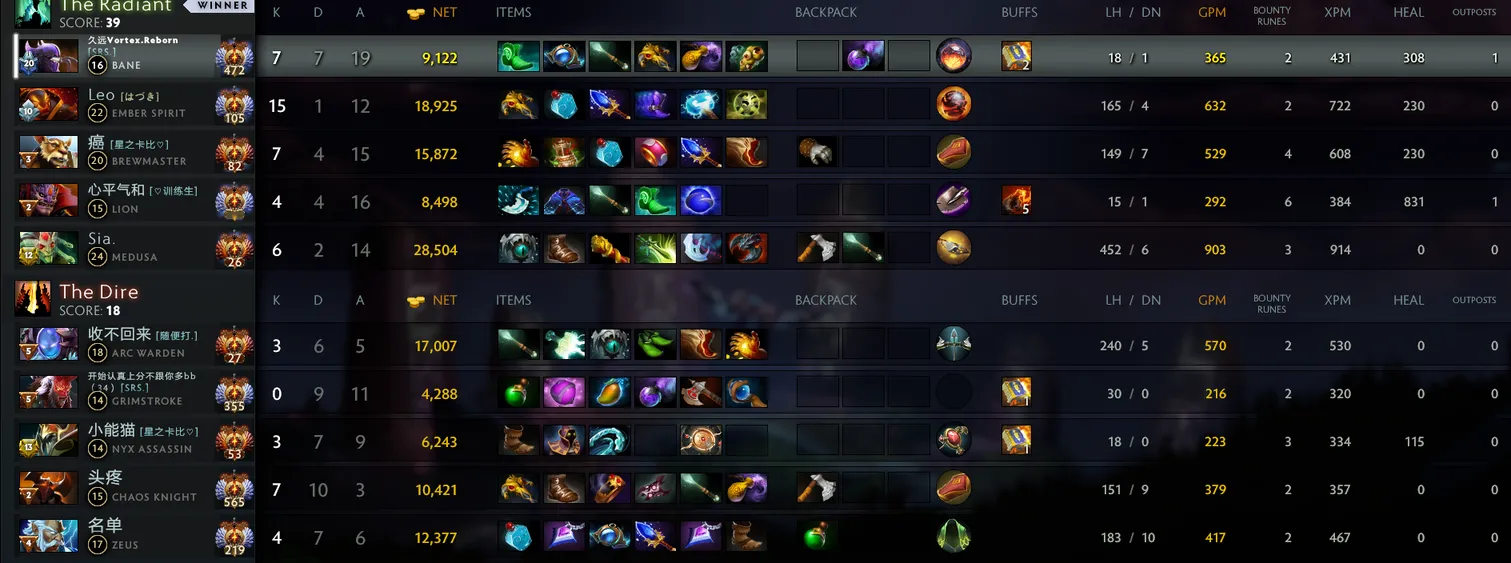 The Radiant WINNER
SCORE: 39
K D A NET ITEMS BACKPACK BUFFS LH / DN GPM BOUNTY RUNES XPM HEAL OUTPOSTS
久远Vortex.Reborn
[SRS.]
20 16 BANE 472 7 7 19 9,122 2 18 / 1 365 2 431 308 1
Leo [はづき]
10 22 EMBER SPIRIT 105 15 1 12 18,925 165 / 4 632 2 722 230 0
癌 [星之卡比♡]
3 20 BREWMASTER 82 7 4 15 15,872 149 / 7 529 4 608 230 0
心平气和 [♡训练生]
2 15 LION 4 4 16 8,498 5 15 / 1 292 6 384 831 1
Sia.
12 24 MEDUSA 26 6 2 14 28,504 452 / 6 903 3 914 0 0
The Dire
SCORE: 18
K D A NET ITEMS BACKPACK BUFFS LH / DN GPM BOUNTY RUNES XPM HEAL OUTPOSTS
收不回来 [随便打.]
5 18 ARC WARDEN 27 3 6 5 17,007 240 / 5 570 2 530 0 0
开始认真上分不跟你多bb
(34) [SRS.]
5 14 GRIMSTROKE 355 0 9 11 4,288 1 30 / 0 216 2 320 0 0
小能猫 [星之卡比♡]
13 14 NYX ASSASSIN 53 3 7 9 6,243 1 18 / 0 223 3 334 115 0
头疼
2 15 CHAOS KNIGHT 565 7 10 3 10,421 151 / 9 379 2 357 0 0
名单
17 ZEUS 219 4 7 6 12,377 183 / 10 417 2 467 0 0